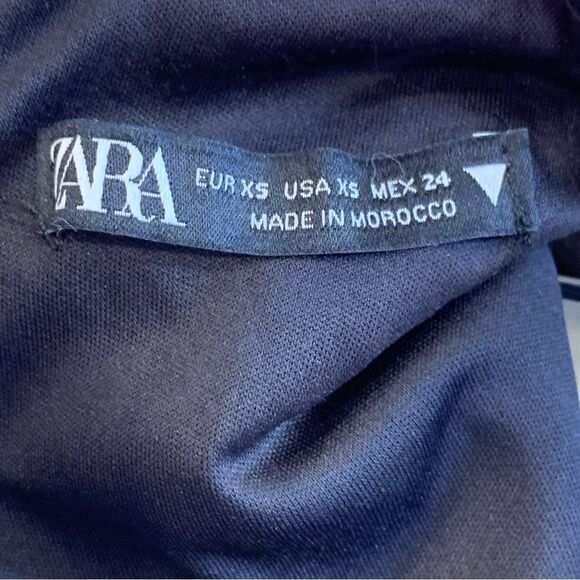 ZARA
EUR XS USA XS MEX 24
MADE IN MOROCCO